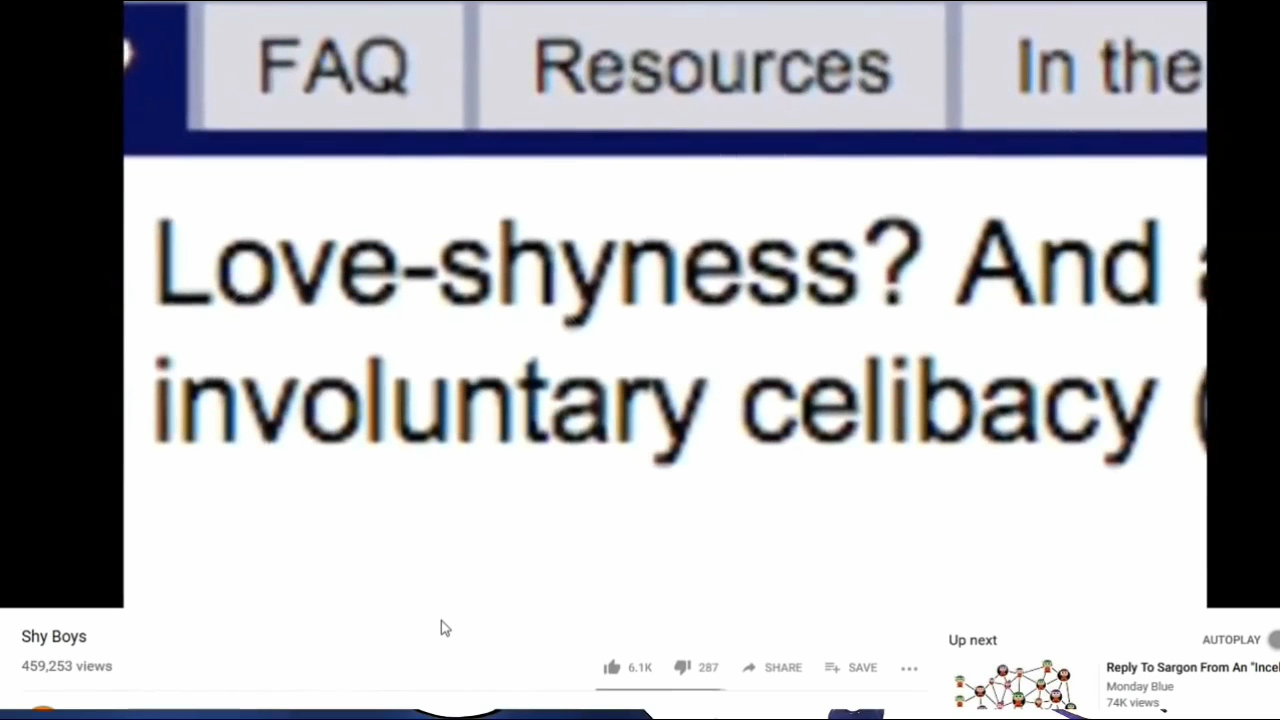 FAQ
Resources
In the
Love-shyness? And
involuntary celibacy (
Shy Boys
459,253 views
6.1K
287
SHARE
SAVE
Up next
AUTOPLAY
Reply To Sargon From An "Incel
Monday Blue
74K views